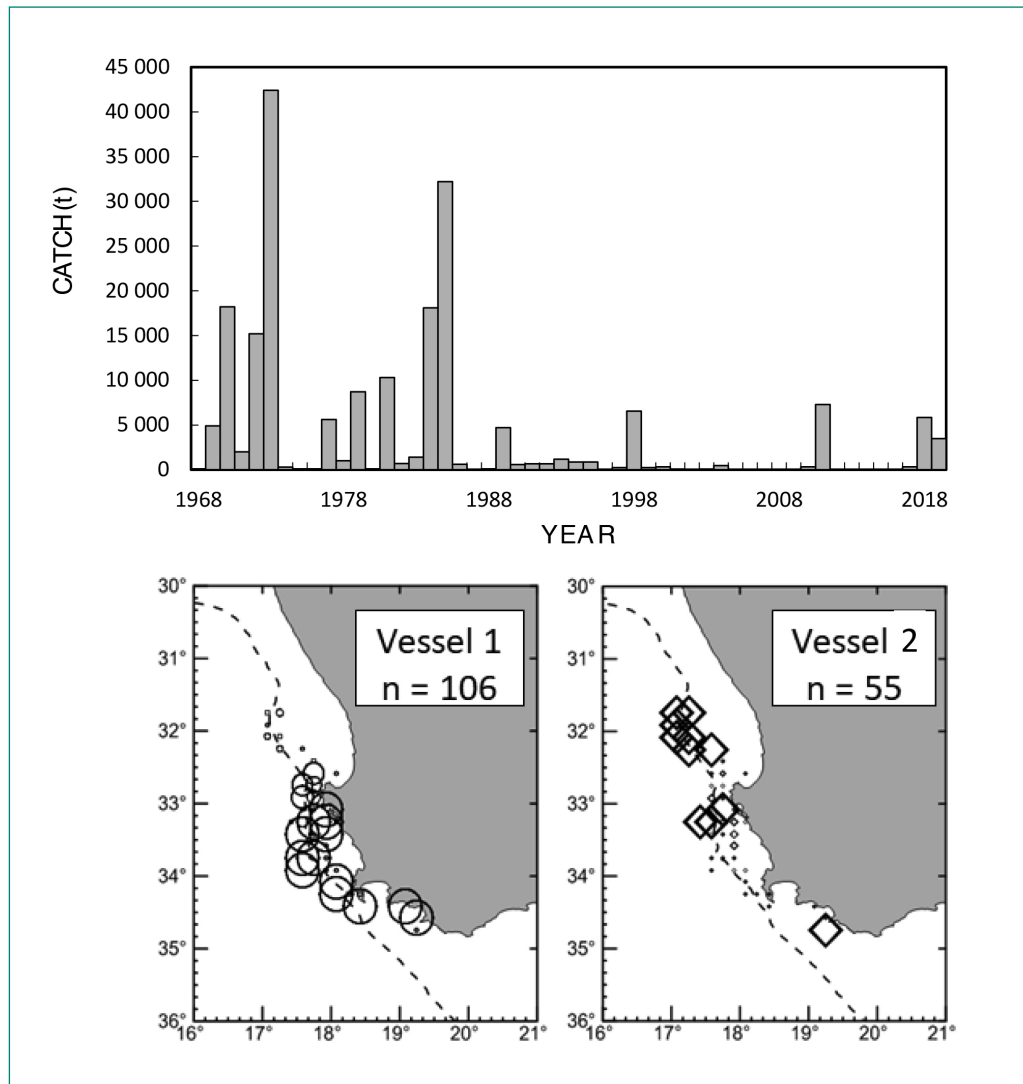 45 000
40 000
35 000
30 000
25 000
20 000
15 000
10 000
5 000
0
CATCH (t)
1968 1978 1988 1998 2008 2018
YEAR
30°
31°
32°
33°
34°
35°
36°
Vessel 1
n = 106
16° 17° 18° 19° 20° 21°
30°
31°
32°
33°
34°
35°
36°
Vessel 2
n = 55
16° 17° 18° 19° 20° 21°